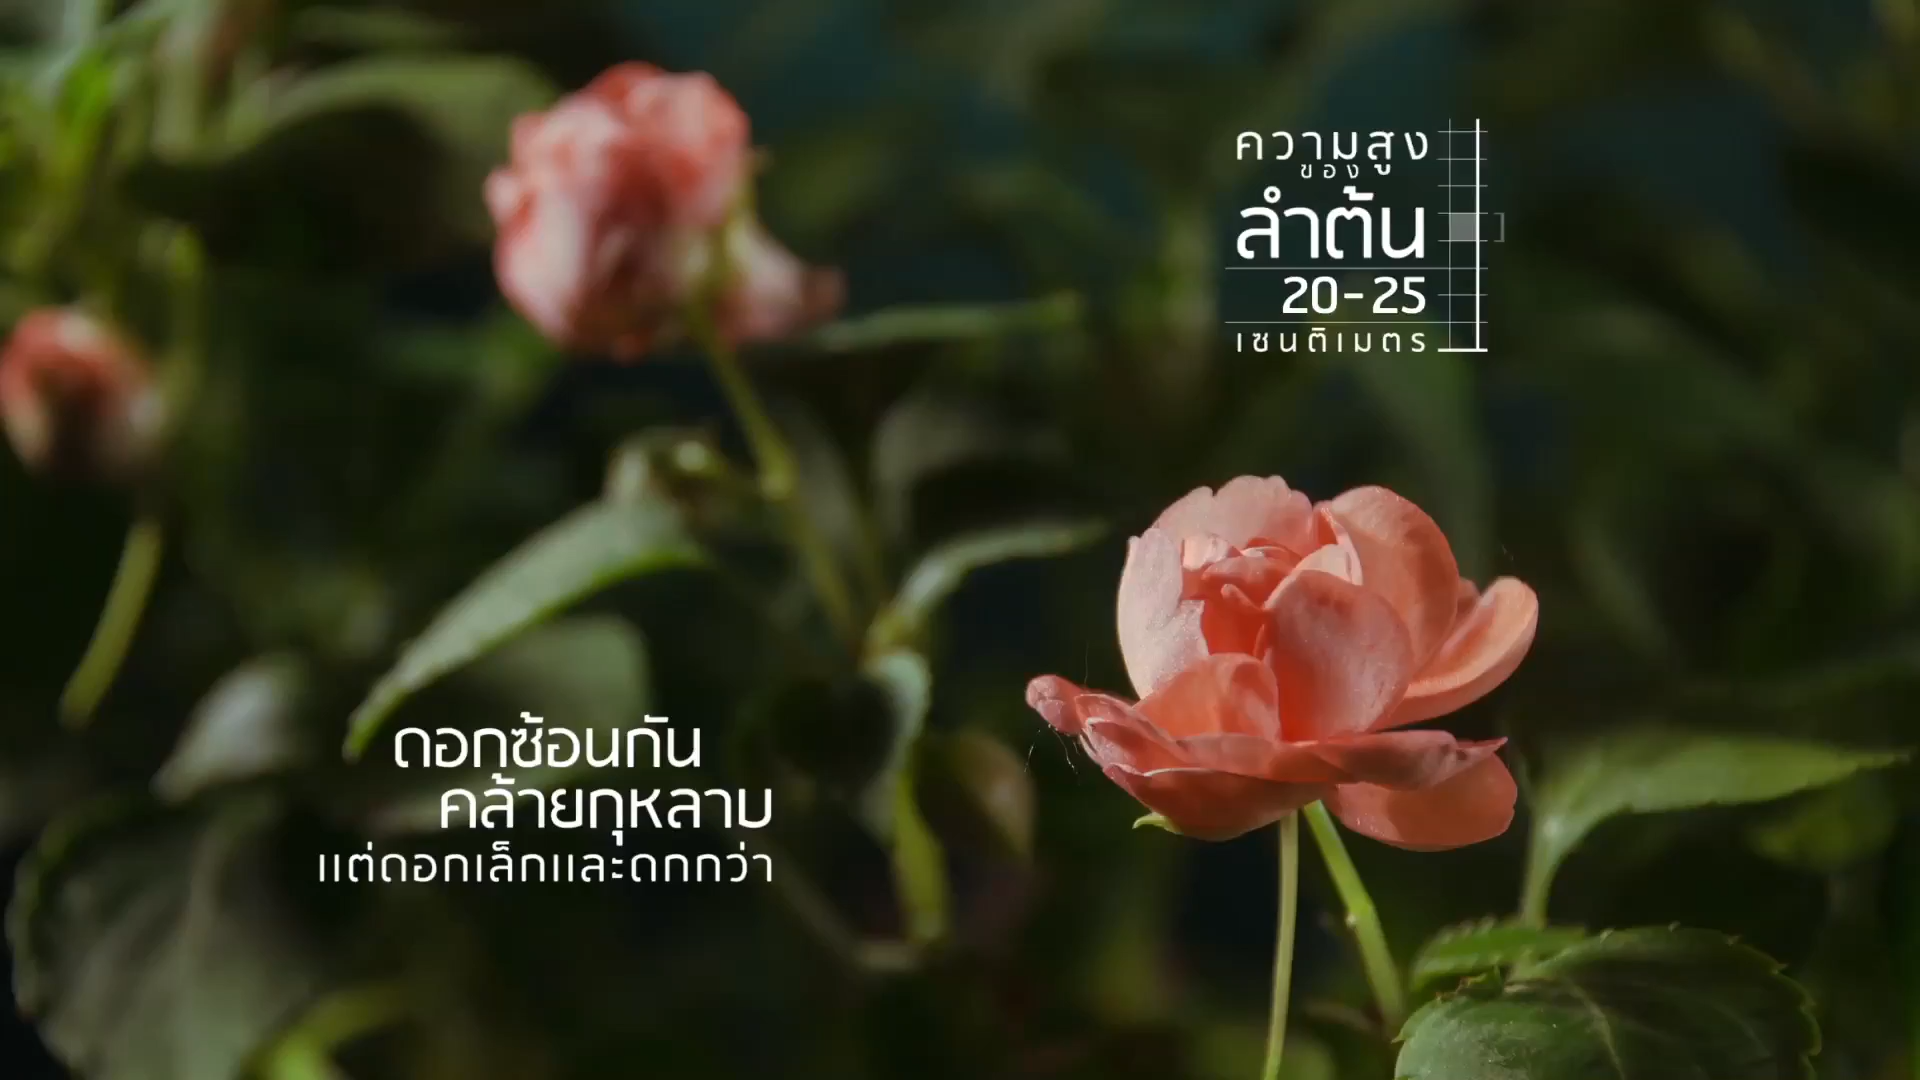 ความสูง
ของ
ลำต้น
20-25
เซนติเมตร
ดอกซ้อนกัน
คล้ายกุหลาบ
แต่ดอกเล็กและดกกว่า